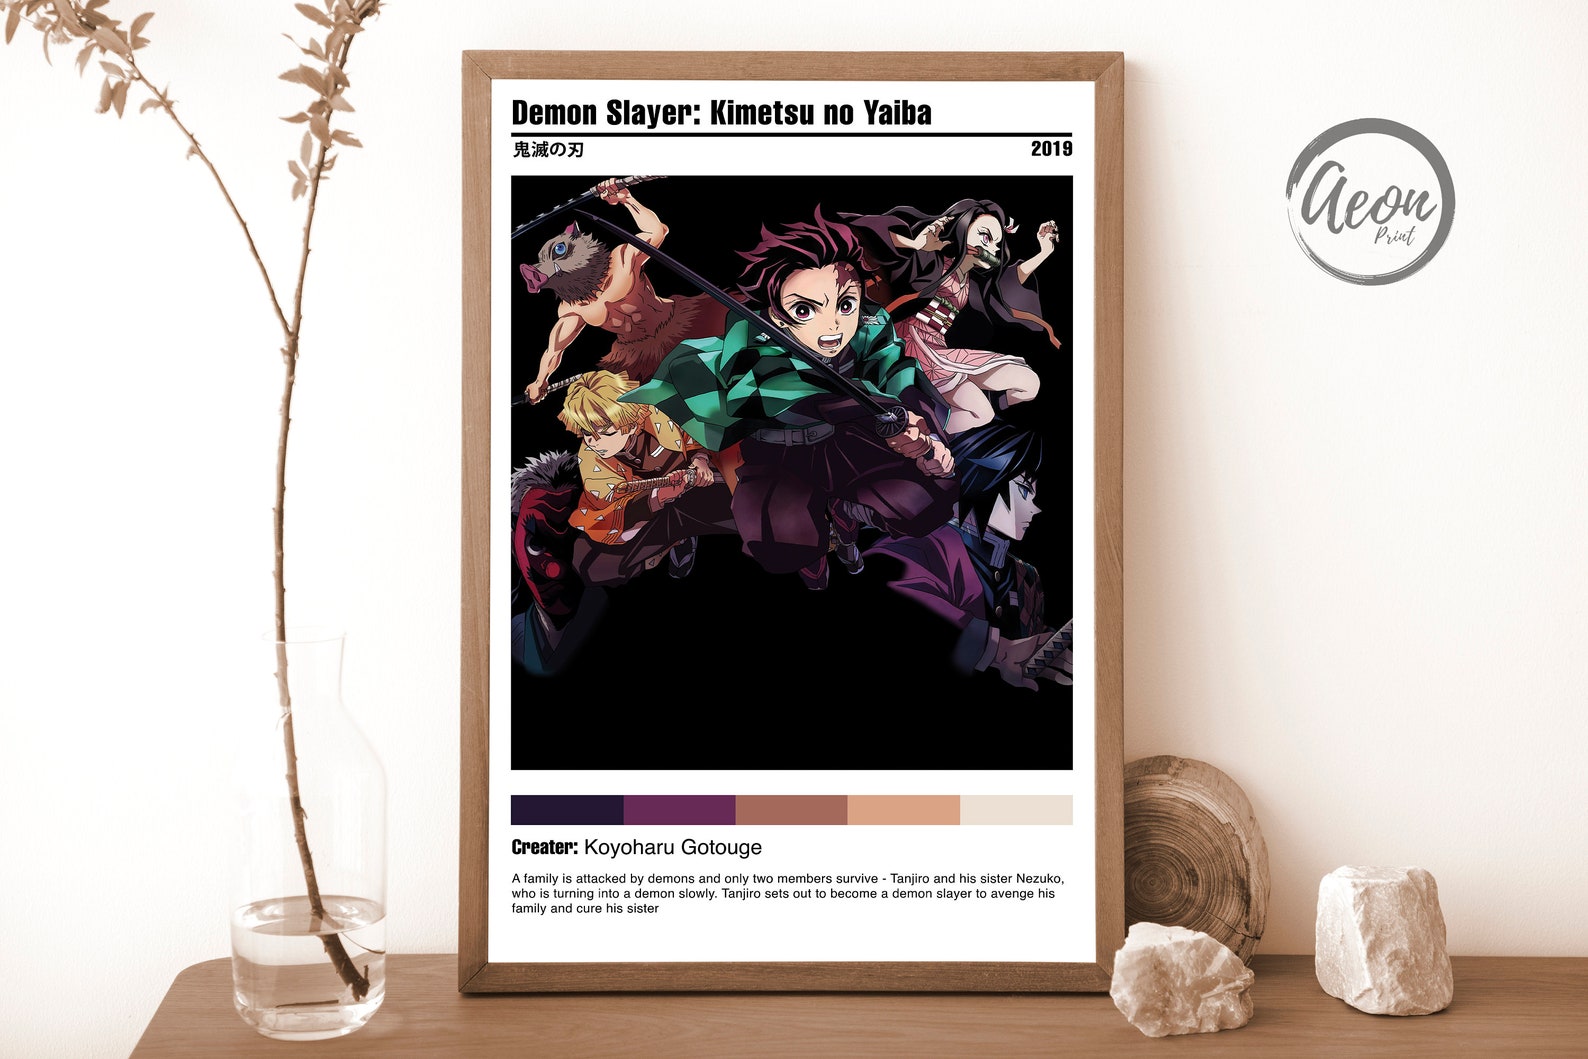 Demon Slayer: Kimetsu no Yaiba
鬼滅の刃 2019
Creater: Koyoharu Gotouge
A family is attacked by demons and only two members survive - Tanjiro and his sister Nezuko,
who is turning into a demon slowly. Tanjiro sets out to become a demon slayer to avenge his
family and cure his sister
Aeon
Print